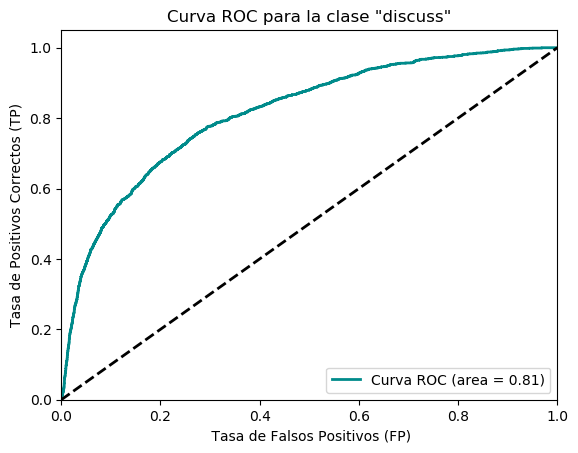 Curva ROC para la clase "discuss"
Tasa de Positivos Correctos (TP)
1.0
0.8
0.6
0.4
0.2
0.0
Curva ROC (area = 0.81)
0.0 0.2 0.4 0.6 0.8 1.0
Tasa de Falsos Positivos (FP)